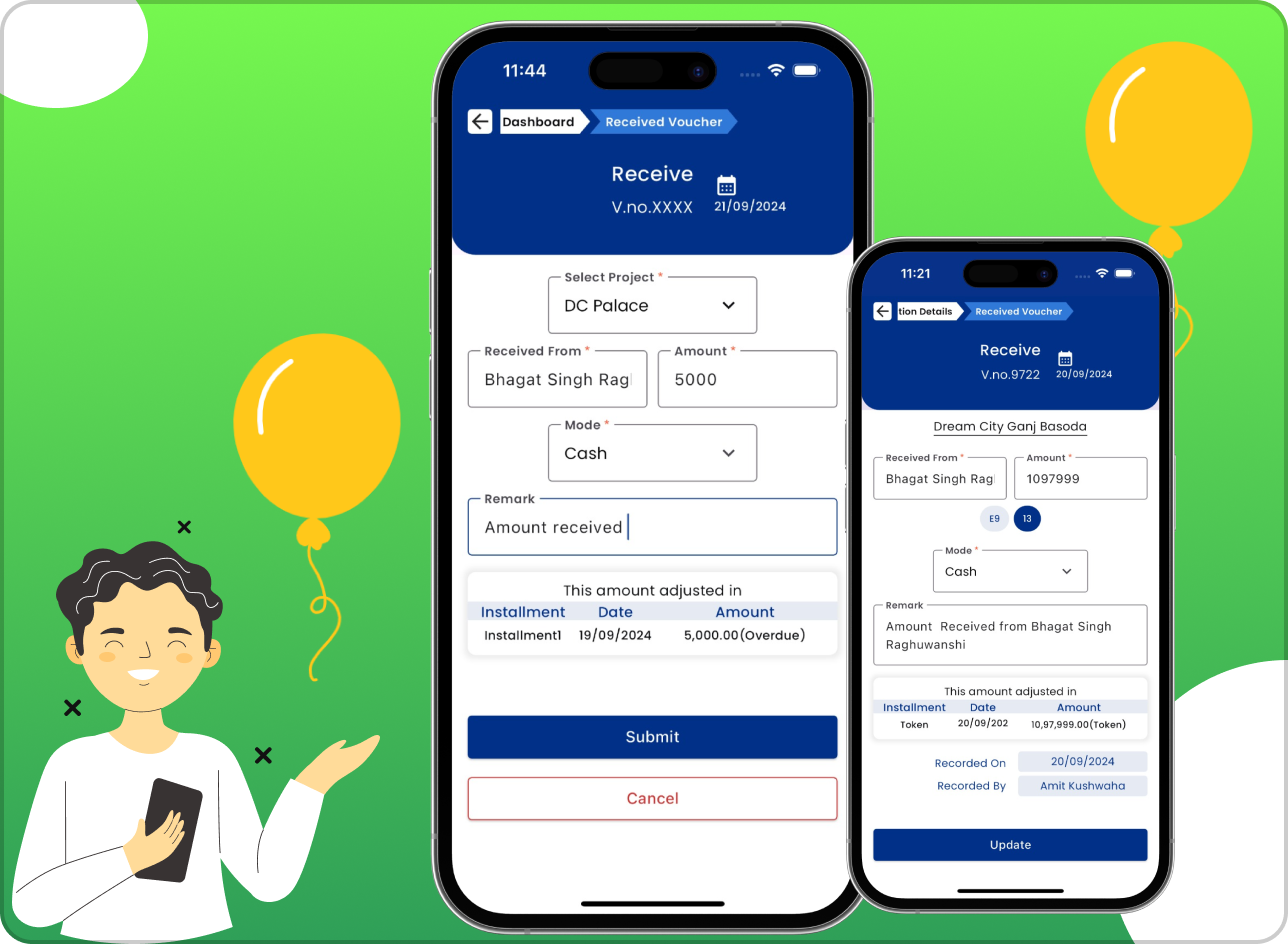 11:44
Dashboard Received Voucher
Receive
V.no.XXXX 21/09/2024
Select Project *
DC Palace
Received From * Amount *
Bhagat Singh Rag 5000
Mode *
Cash
Remark
Amount received
This amount adjusted in
Installment Date Amount
Installment1 19/09/2024 5,000.00(Overdue)
Submit
Cancel
11:21
tion Details Received Voucher
Receive
V.no.9722 20/09/2024
Dream City Ganj Basoda
Received From * Amount *
Bhagat Singh Rag 1097999
E9 13
Mode *
Cash
Remark
Amount Received from Bhagat Singh
Raghuwanshi
This amount adjusted in
Installment Date Amount
Token 20/09/202 10,97,999.00(Token)
Recorded On 20/09/2024
Recorded By Amit Kushwaha
Update